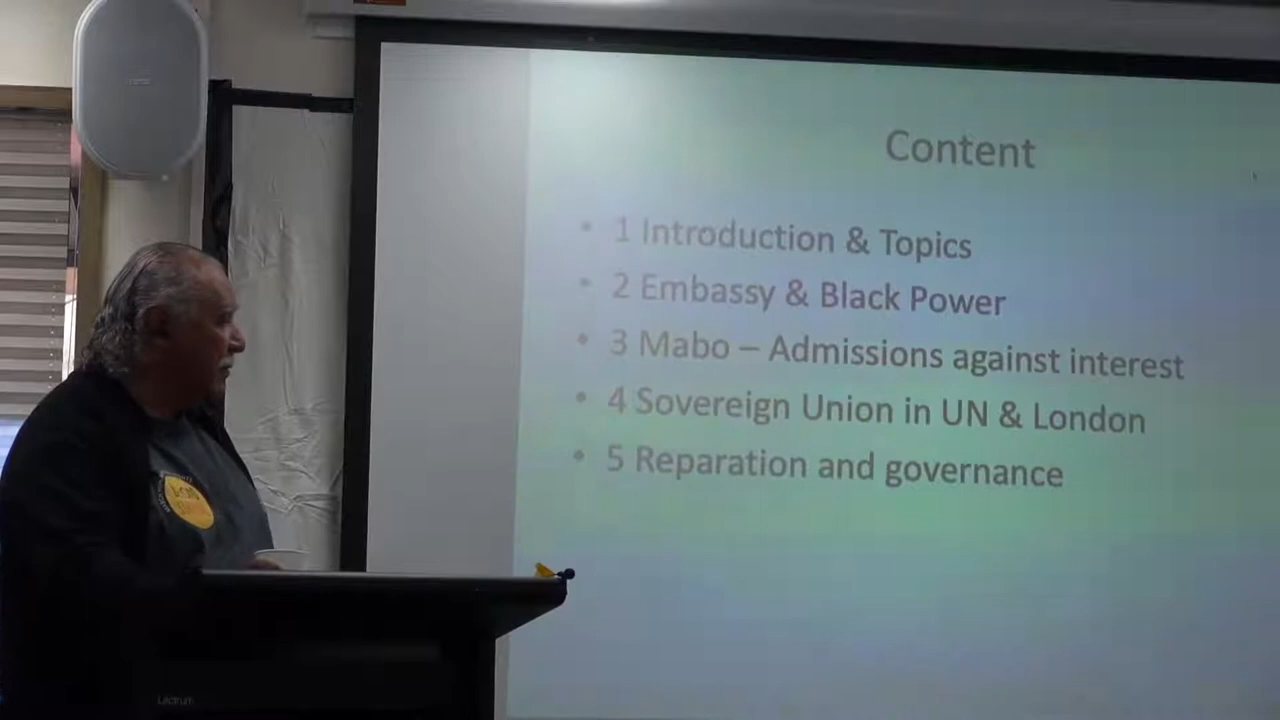 Content
• 1 Introduction & Topics
• 2 Embassy & Black Power
• 3 Mabo – Admissions against interest
• 4 Sovereign Union in UN & London
• 5 Reparation and governance
Lectrum